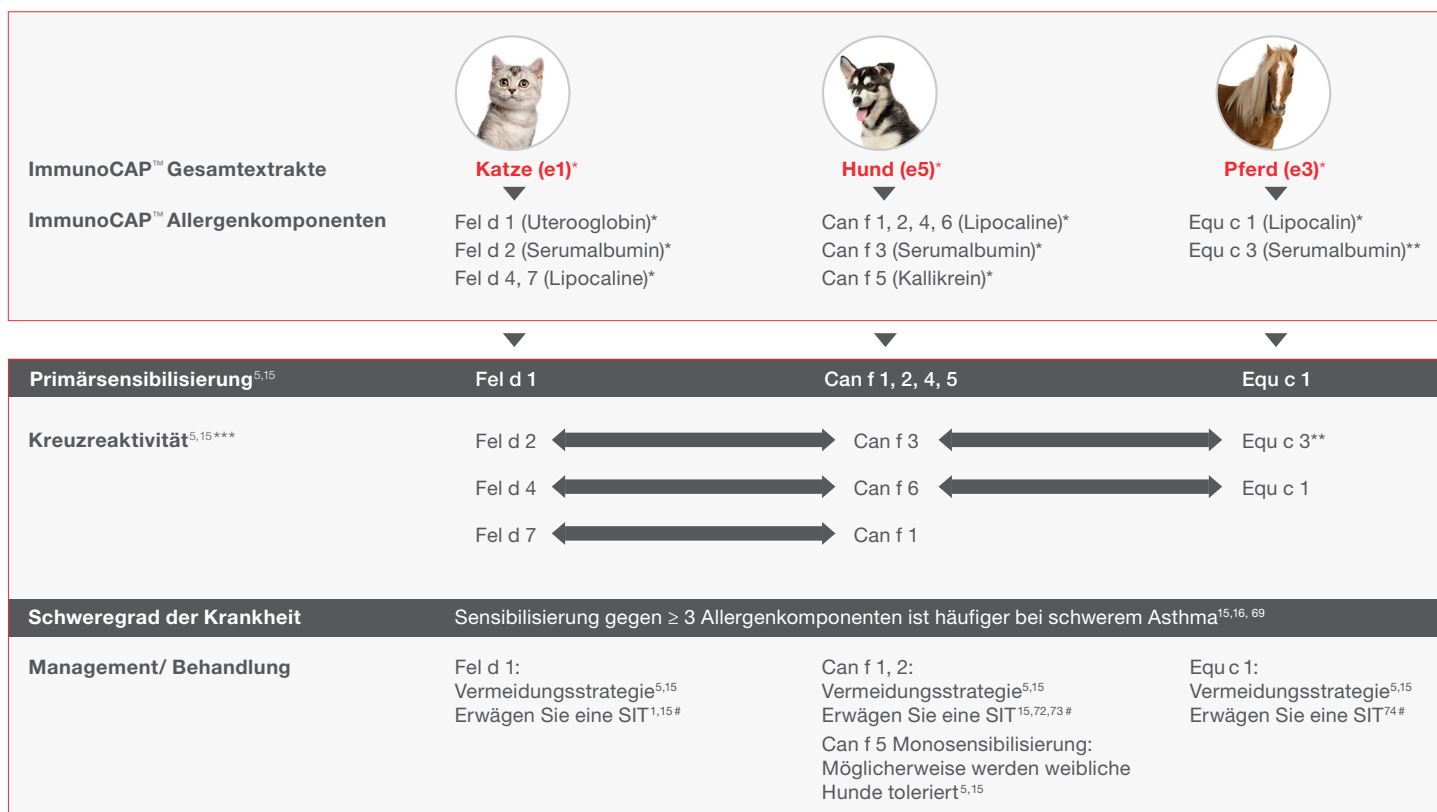 ImmunoCAP™ Gesamtextrakte Katze (e1)* Hund (e5)* Pferd (e3)*
ImmunoCAP™ Allergenkomponenten Fel d 1 (Uterooglobin)* Can f 1, 2, 4, 6 (Lipocaline)* Equ c 1 (Lipocalin)*
Fel d 2 (Serumalbumin)* Can f 3 (Serumalbumin)* Equ c 3 (Serumalbumin)**
Fel d 4, 7 (Lipocaline)* Can f 5 (Kallikrein)*
Primärsensibilisierung5,15 Fel d 1 Can f 1, 2, 4, 5 Equ c 1
Kreuzreaktivität5,15*** Fel d 2 Can f 3 Equ c 3**
Fel d 4 Can f 6 Equ c 1
Fel d 7 Can f 1
Schweregrad der Krankheit Sensibilisierung gegen ≥ 3 Allergenkomponenten ist häufiger bei schwerem Asthma15,16, 69
Management/ Behandlung Fel d 1: Can f 1, 2: Equ c 1:
Vermeidungsstrategie5,15 Vermeidungsstrategie5,15 Vermeidungsstrategie5,15
Erwägen Sie eine SIT1,15 # Erwägen Sie eine SIT15,72,73 # Erwägen Sie eine SIT74 #
Can f 5 Monosensibilisierung:
Möglicherweise werden weibliche
Hunde toleriert5,15